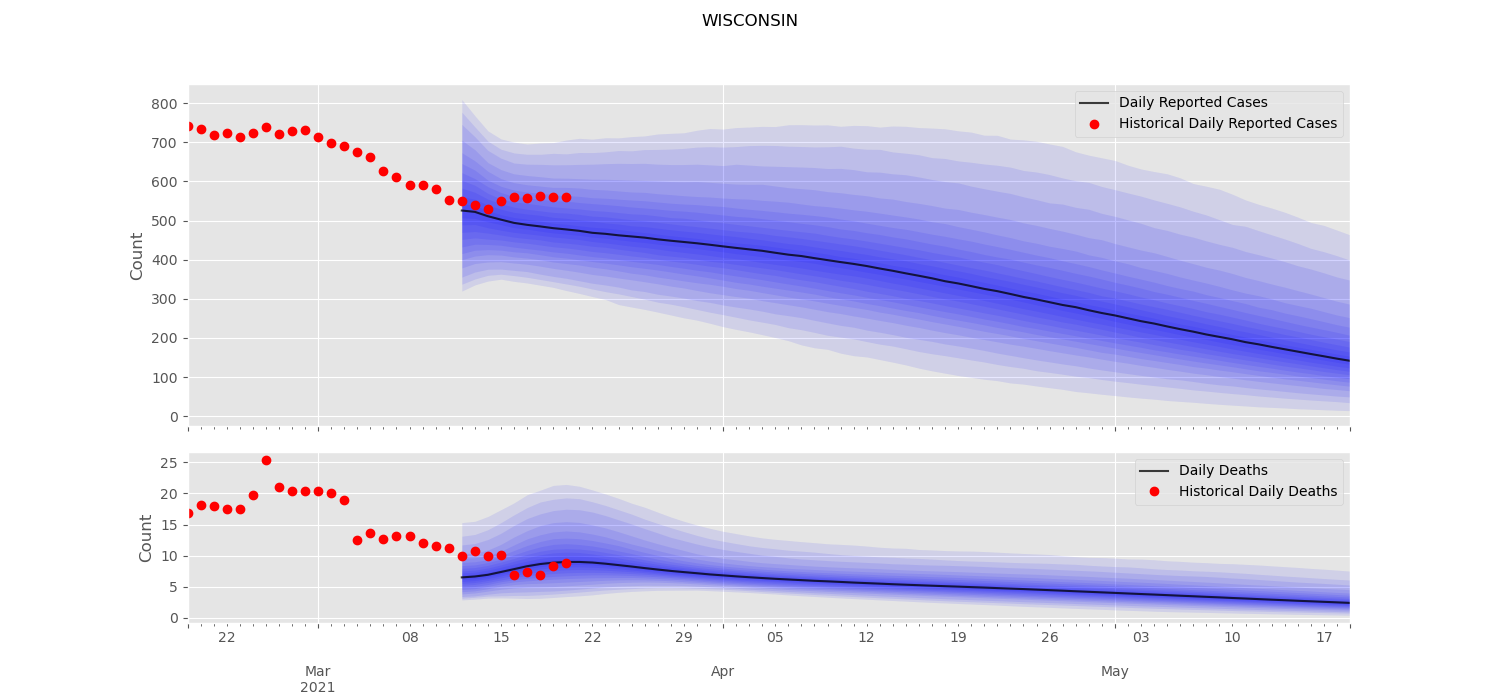 WISCONSIN
Count
800
700
600
500
400
300
200
100
0
Daily Reported Cases
Historical Daily Reported Cases
Count
25
20
15
10
5
0
Daily Deaths
Historical Daily Deaths
22 08 15 22 29 05 12 19 26 03 10 17
Mar Apr May
2021